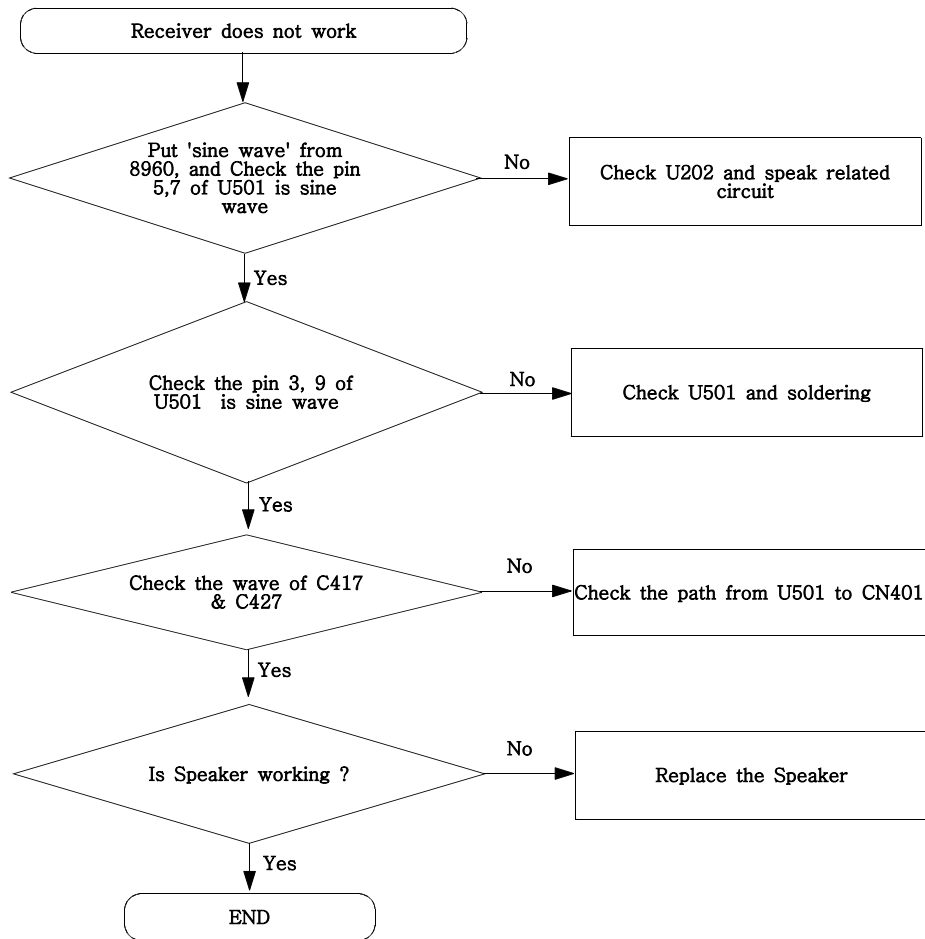 Receiver does not work
Put 'sine wave' from
8960, and Check the pin
5,7 of U501 is sine
wave
No
Check U202 and speak related
circuit
Yes
Check the pin 3, 9 of
U501 is sine wave
No
Check U501 and soldering
Yes
Check the wave of C417
& C427
No
Check the path from U501 to CN401
Yes
Is Speaker working ?
No
Replace the Speaker
Yes
END